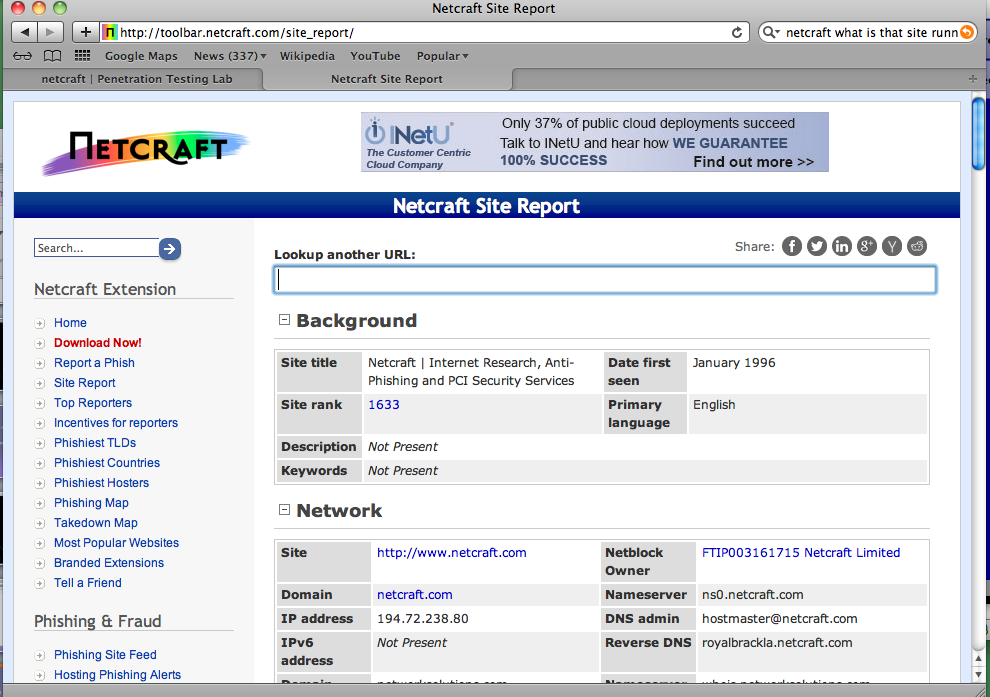 Netcraft Site Report
http://toolbar.netcraft.com/site_report/
netcraft what is that site runn
Google Maps News (337) Wikipedia YouTube Popular
netcraft | Penetration Testing Lab
Netcraft Site Report
NETCRAFT
INetU®
The Customer Centric
Cloud Company
Only 37% of public cloud deployments succeed
Talk to INetU and hear how WE GUARANTEE
100% SUCCESS
Find out more >>
Netcraft Site Report
Search...
Netcraft Extension
Home
Download Now!
Report a Phish
Site Report
Top Reporters
Incentives for reporters
Phishiest TLDs
Phishiest Countries
Phishiest Hosters
Phishing Map
Takedown Map
Most Popular Websites
Branded Extensions
Tell a Friend
Phishing & Fraud
Phishing Site Feed
Hosting Phishing Alerts
Share:
Lookup another URL:
Background
Site title Netcraft | Internet Research, Anti-
Phishing and PCI Security Services
Date first
seen
January 1996
Site rank 1633
Primary
language
English
Description Not Present
Keywords Not Present
Network
Site http://www.netcraft.com
Netblock
Owner
FTIP003161715 Netcraft Limited
Domain netcraft.com Nameserver ns0.netcraft.com
IP address 194.72.238.80 DNS admin hostmaster@netcraft.com
IPv6
address
Not Present
Reverse DNS royalbrackla.netcraft.com
Domain networksolutions.com Nameserver whois.networksolutions.com